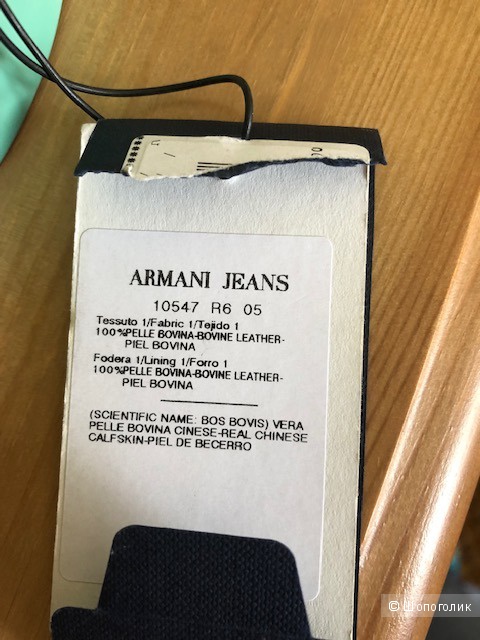 ARMANI JEANS
10547 R6 05
Tessuto 1/Fabric 1/Tejido 1
100%PELLE BOVINA-BOVINE LEATHER-
PIEL BOVINA
Fodera 1/Lining 1/Forro 1
100%PELLE BOVINA-BOVINE LEATHER-
PIEL BOVINA
(SCIENTIFIC NAME: BOS BOVIS) VERA
PELLE BOVINA CINESE-REAL CHINESE
CALFSKIN-PIEL DE BECERRO
© Шопоголик